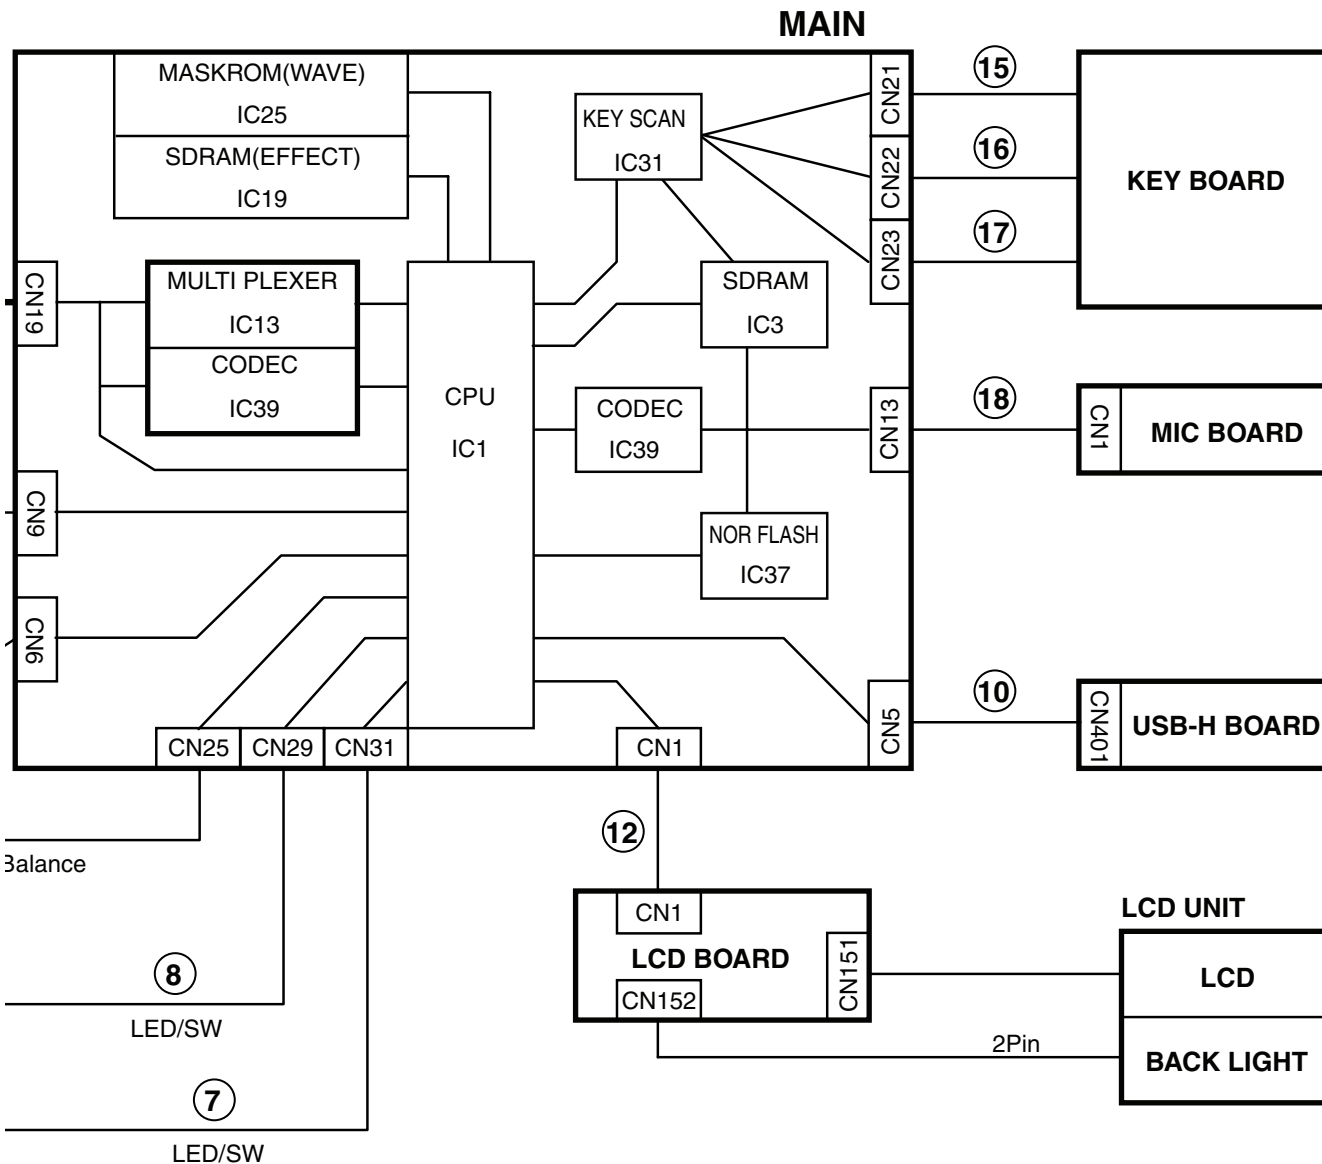 MAIN
MASKROM(WAVE)
IC25
SDRAM(EFFECT)
IC19
KEY SCAN
IC31
CN21
CN22
CN23
15
16
17
KEY BOARD
CN19
MULTI PLEXER
IC13
CODEC
IC39
CPU
IC1
SDRAM
IC3
CODEC
IC39
CN13
18
CN1
MIC BOARD
CN9
NOR FLASH
IC37
CN6
CN5
10
CN401
USB-H BOARD
CN25
CN29
CN31
CN1
12
Balance
CN1
LCD BOARD
CN151
CN152
LCD UNIT
LCD
BACK LIGHT
2Pin
8
LED/SW
7
LED/SW